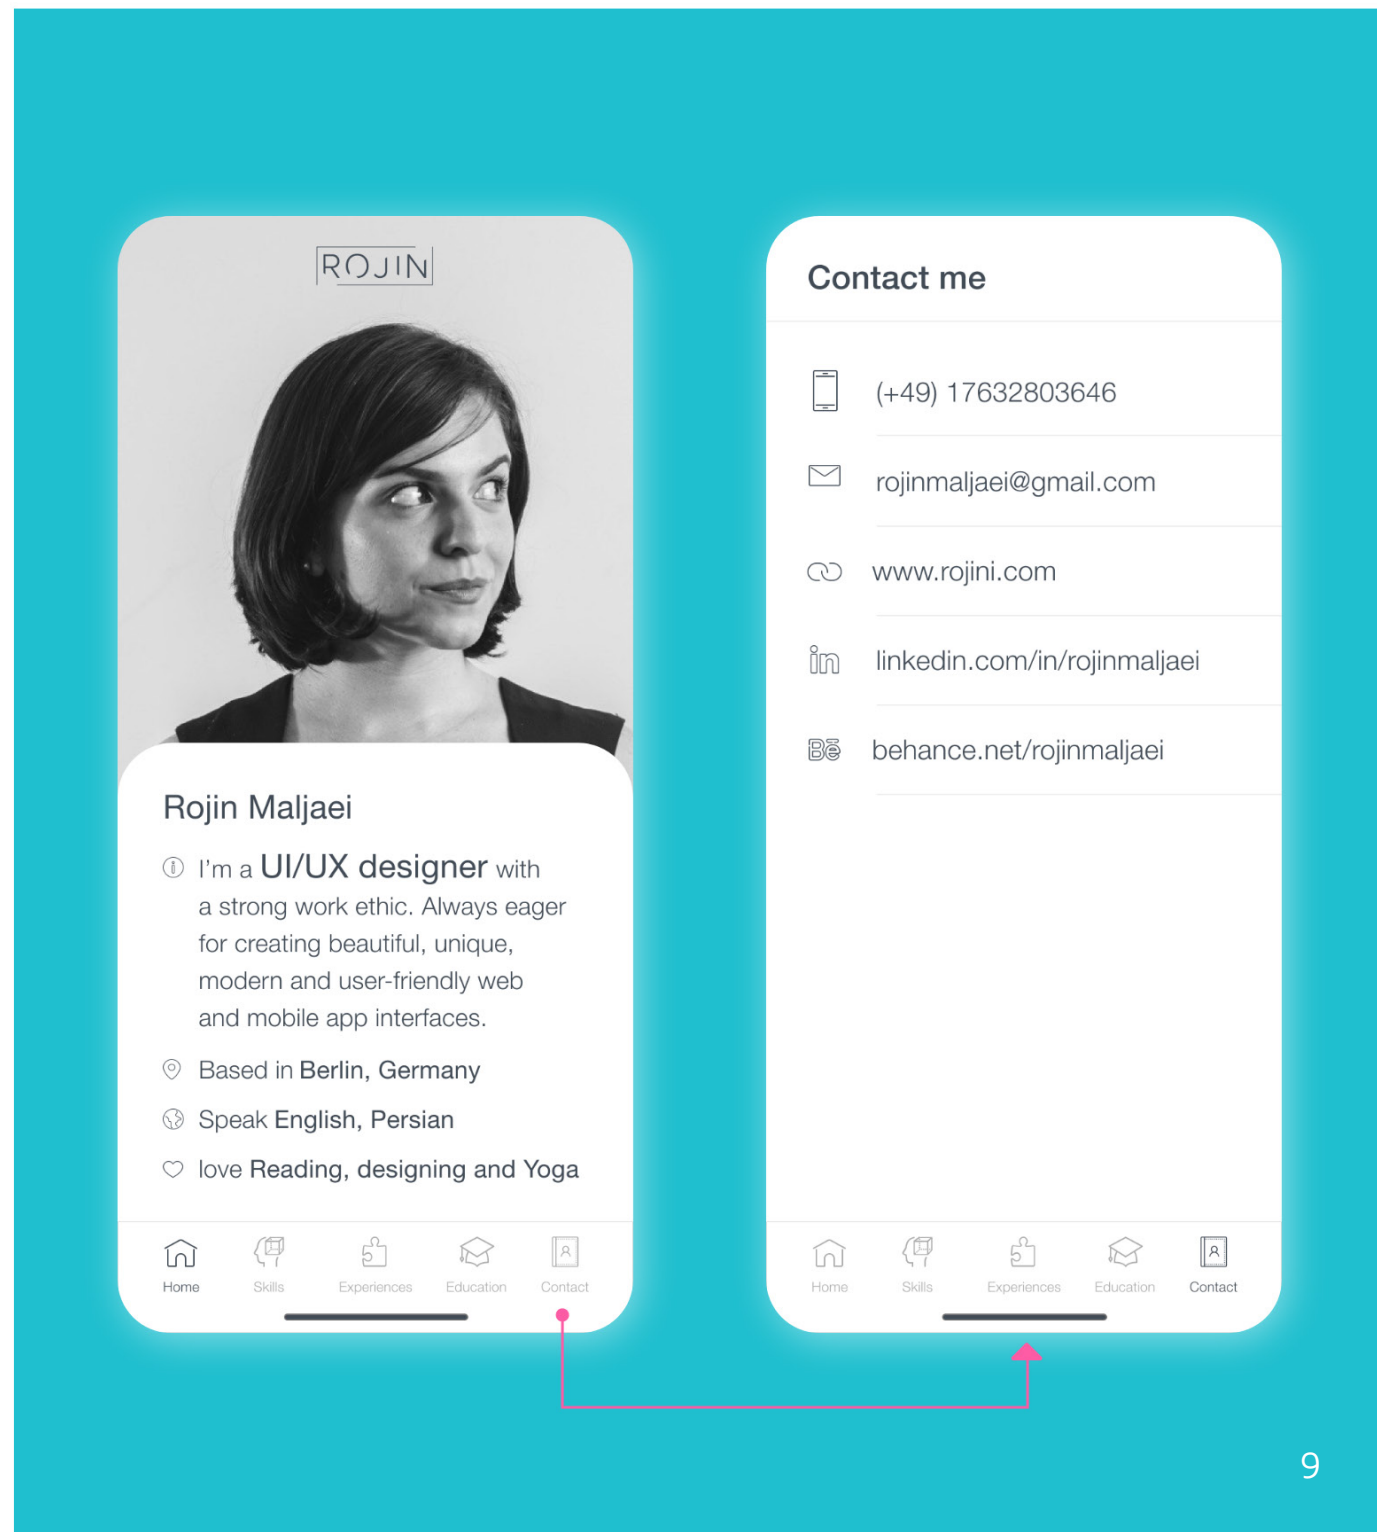 ROJIN
Rojin Maljaei
I'm a UI/UX designer with
a strong work ethic. Always eager
for creating beautiful, unique,
modern and user-friendly web
and mobile app interfaces.
Based in Berlin, Germany
Speak English, Persian
love Reading, designing and Yoga
Home Skills Experiences Education Contact
Contact me
(+49) 17632803646
rojinmaljaei@gmail.com
www.rojini.com
in linkedin.com/in/rojinmaljaei
Bē behance.net/rojinmaljaei
Home Skills Experiences Education Contact
9